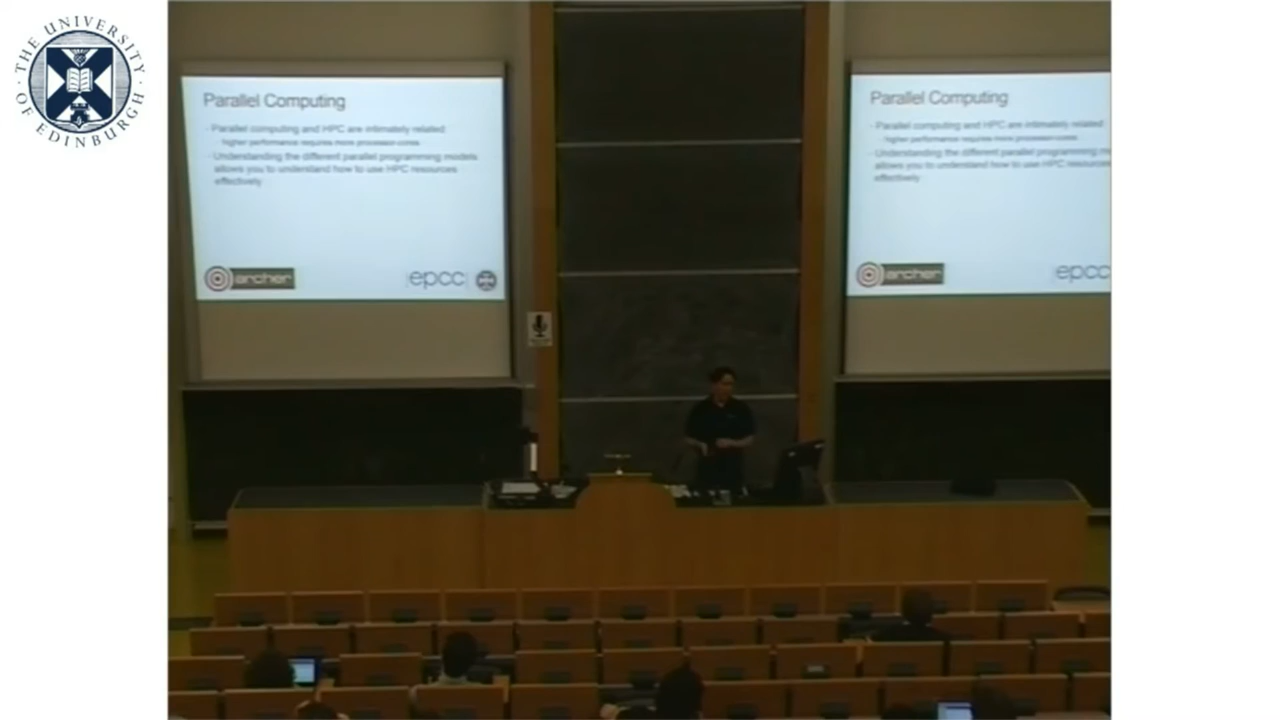 THE UNIVERSITY OF EDINBURGH
Parallel Computing
- Parallel computing and HPC are intimately related
higher performance requires more processor-cores
- Understanding the different parallel programming models
allows you to understand how to use HPC resources
effectively
archer
epcc
Parallel Computing
- Parallel computing and HPC are intimately related
higher performance requires more processor-cores
- Understanding the different parallel programming m
allows you to understand how to use HPC resources
effectively
archer
epcc